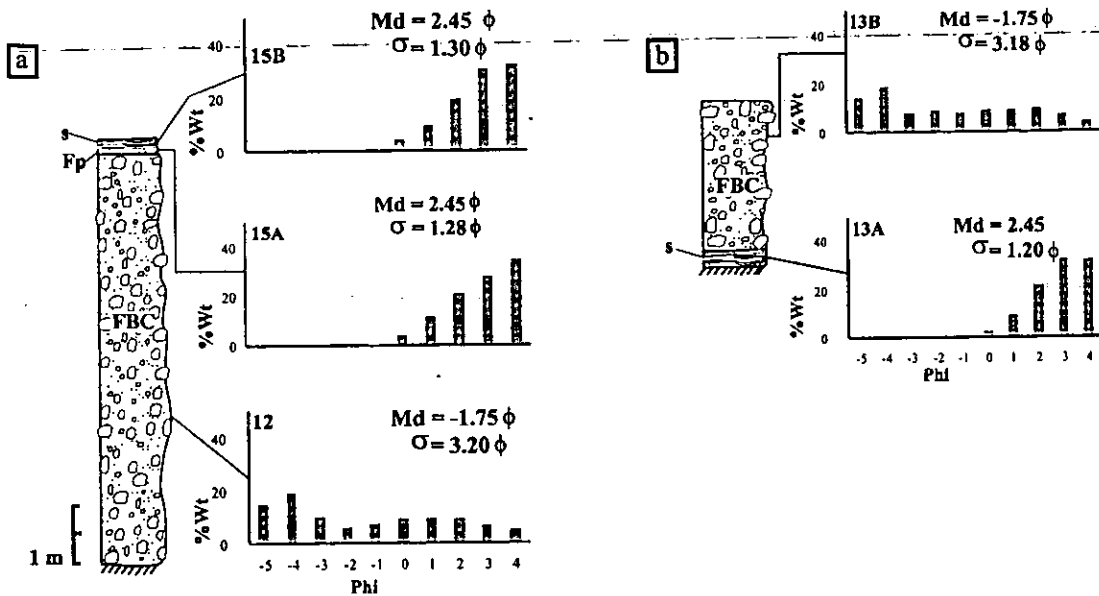 a
15B
Md = 2.45 ϕ
σ = 1.30 ϕ
40
20
0
%Wt
s
Fp
FBC
1 m
15A
Md = 2.45 ϕ
σ = 1.28 ϕ
40
20
0
%Wt
12
Md = -1.75 ϕ
σ = 3.20 ϕ
40
20
0
%Wt
-5 -4 -3 -2 -1 0 1 2 3 4
Phi
b
13B
Md = -1.75 ϕ
σ = 3.18 ϕ
40
20
0
%Wt
FBC
s
13A
Md = 2.45
σ = 1.20 ϕ
40
20
0
%Wt
-5 -4 -3 -2 -1 0 1 2 3 4
Phi